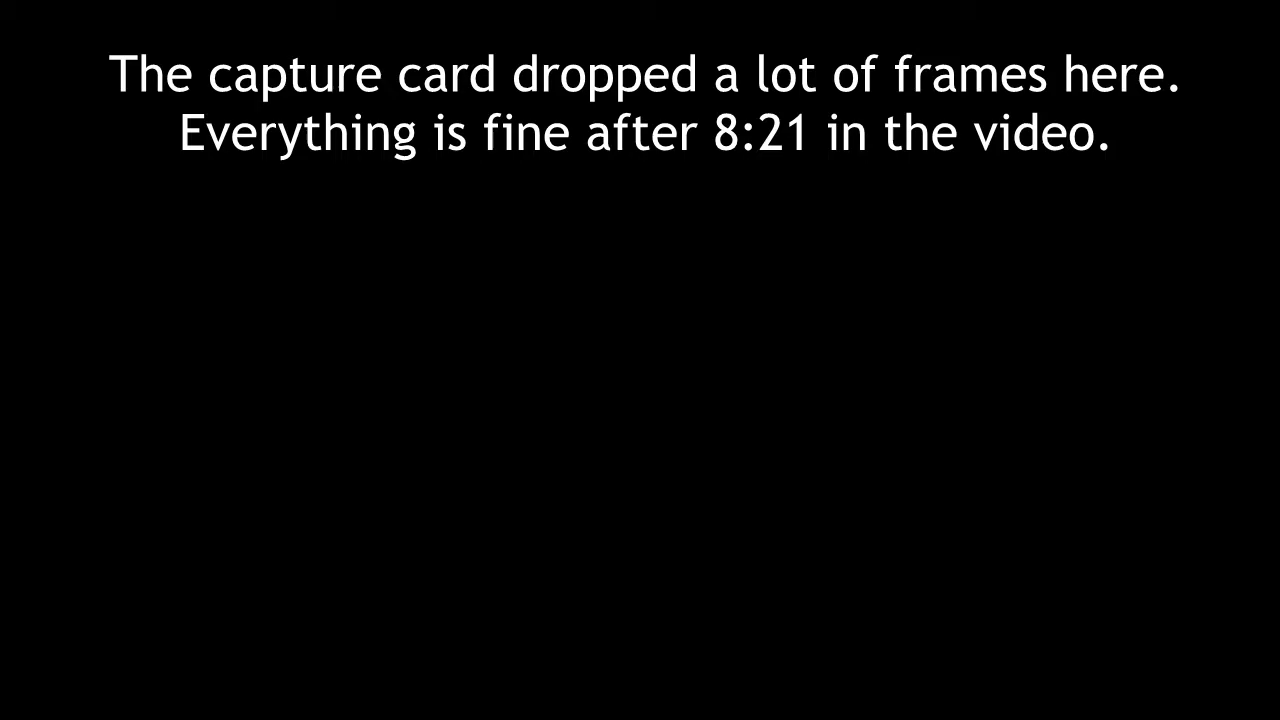 The capture card dropped a lot of frames here.
Everything is fine after 8:21 in the video.